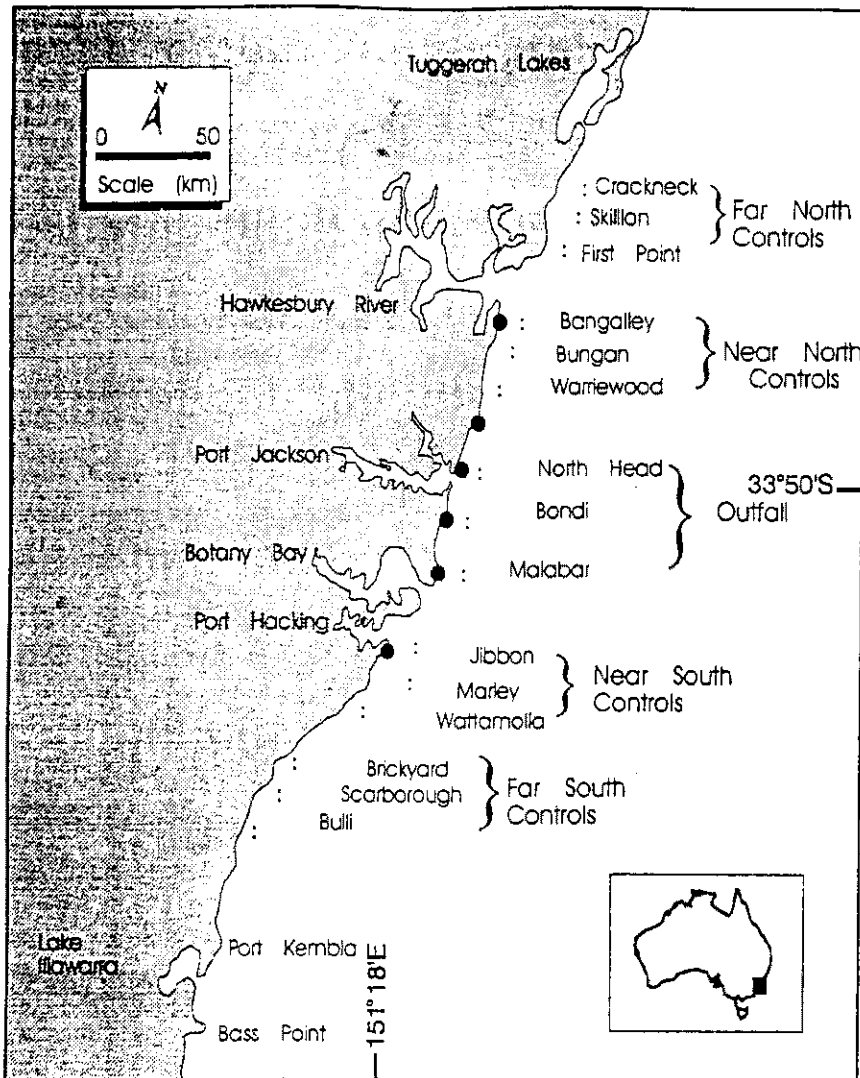 Tuggerah Lakes
N
0 50
Scale (km)
: Crackneck
: Skillion
: First Point
Far North
Controls
Hawkesbury River
: Bangalley
: Bungan
: Warriewood
Near North
Controls
Port Jackson
: North Head
: Bondi
: Malabar
Outfall
33°50'S
Botany Bay
Port Hacking
: Jibbon
: Marley
: Wattamolla
Near South
Controls
: Brickyard
: Scarborough
: Bulli
Far South
Controls
Lake
Illawarra
Port Kembla
Bass Point
151°18'E